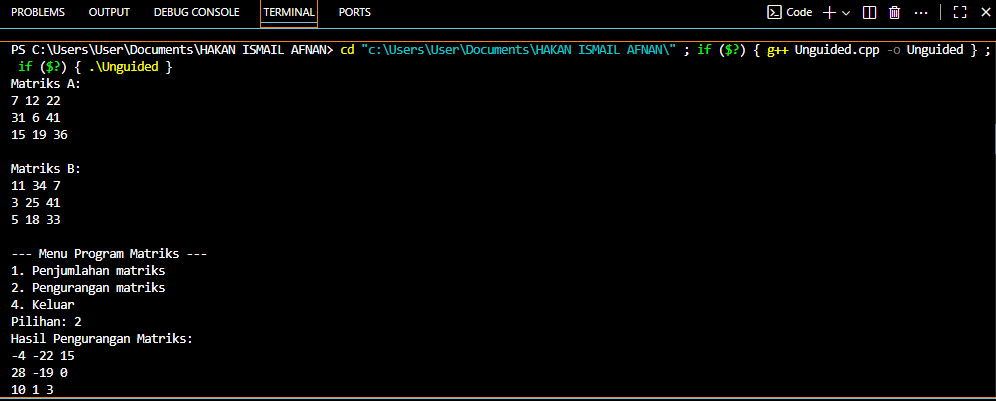 PROBLEMS OUTPUT DEBUG CONSOLE TERMINAL PORTS Code
PS C:\Users\User\Documents\HAKAN ISMAIL AFNAN> cd "c:\Users\User\Documents\HAKAN ISMAIL AFNAN\" ; if ($?) { g++ Unguided.cpp -o Unguided } ;
if ($?) { .\Unguided }
Matriks A:
7 12 22
31 6 41
15 19 36
Matriks B:
11 34 7
3 25 41
5 18 33
--- Menu Program Matriks ---
1. Penjumlahan matriks
2. Pengurangan matriks
4. Keluar
Pilihan: 2
Hasil Pengurangan Matriks:
-4 -22 15
28 -19 0
10 1 3